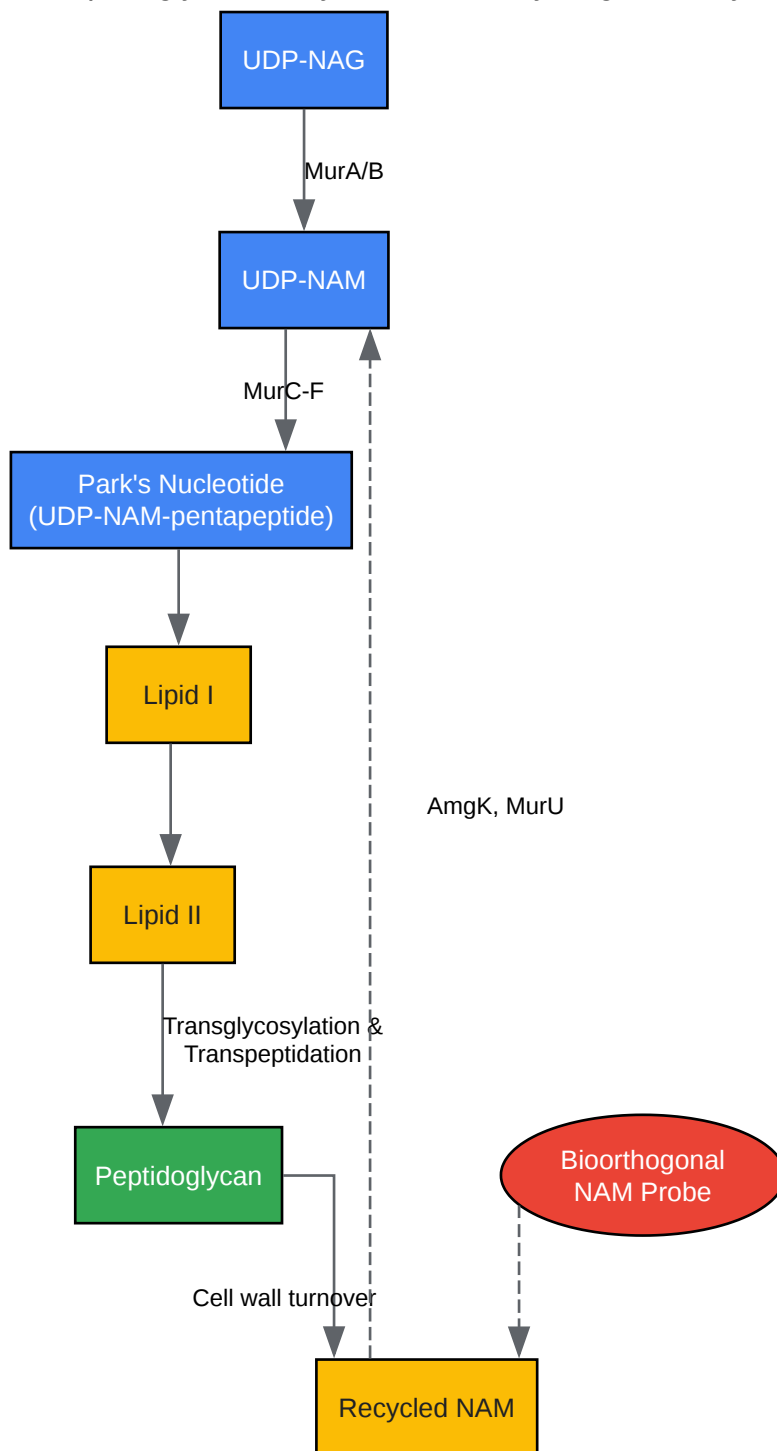 UDP-NAG
MurA/B
UDP-NAM
MurC-F
Park's Nucleotide
(UDP-NAM-pentapeptide)
Lipid I
AmgK, MurU
Lipid II
Transglycosylation &
Transpeptidation
Peptidoglycan
Bioorthogonal
NAM Probe
Cell wall turnover
Recycled NAM